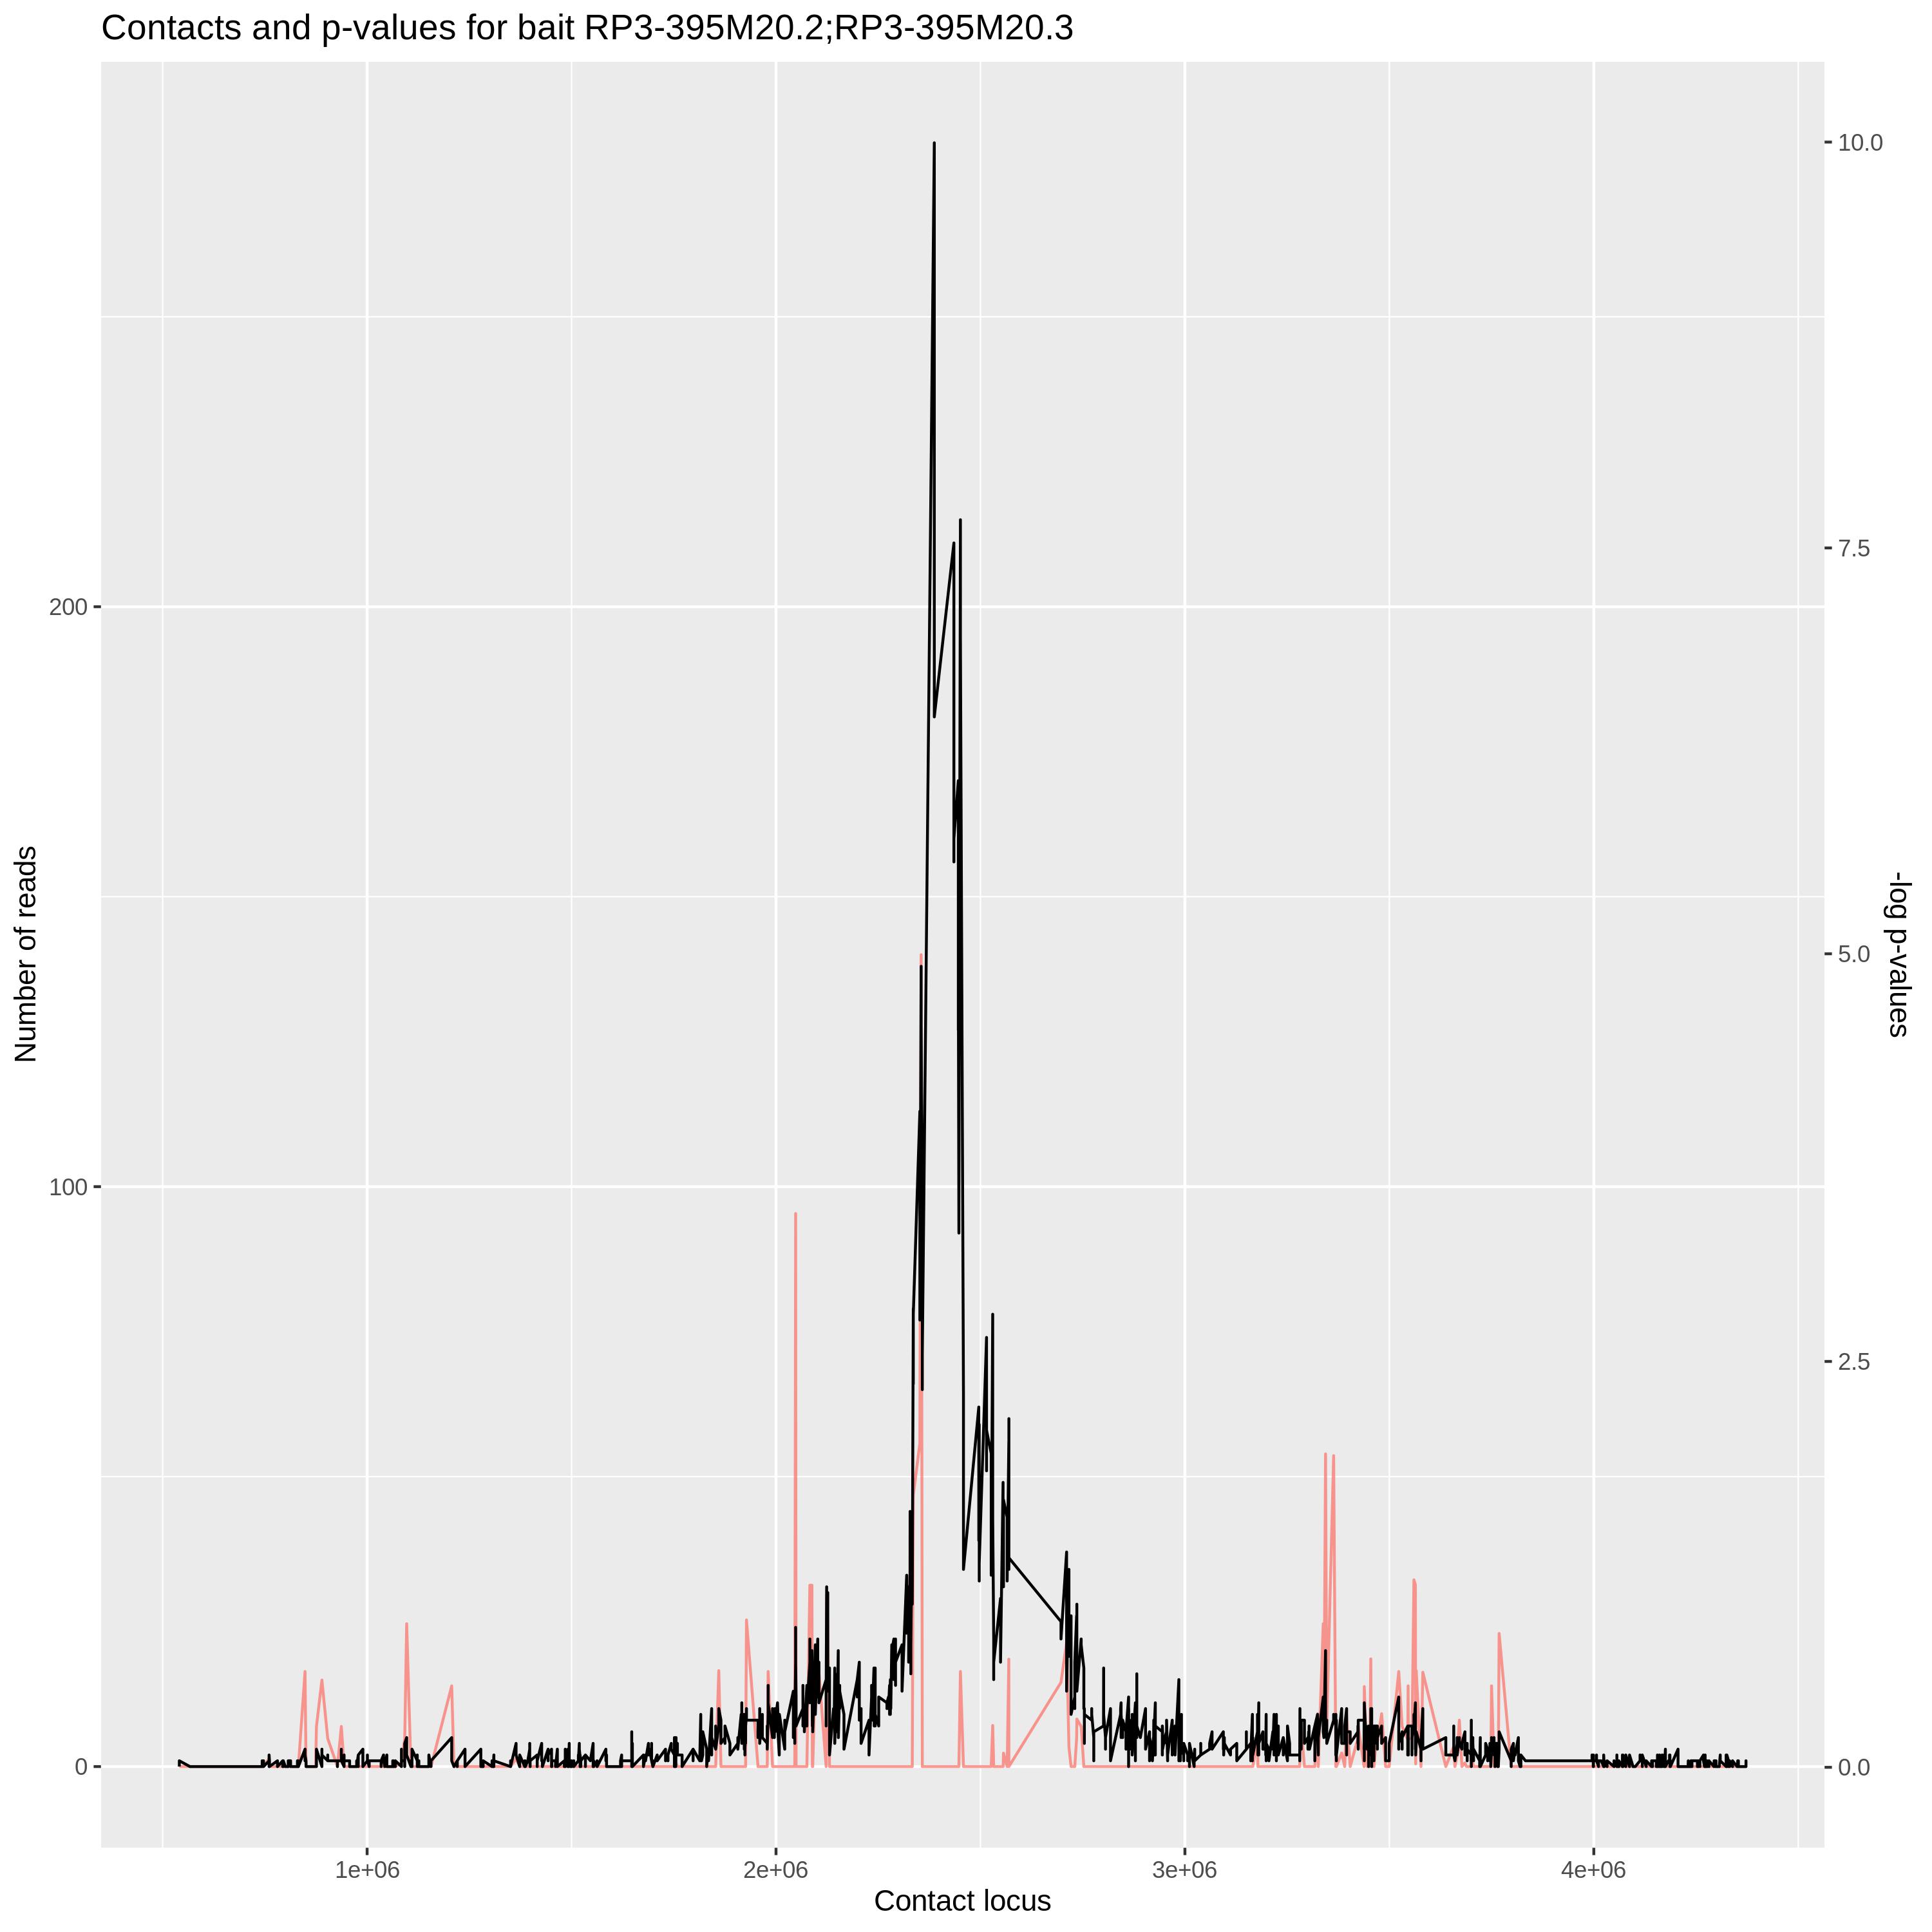 Contacts and p-values for bait RP3-395M20.2;RP3-395M20.3
10.0
7.5
200
5.0
Number of reads
-log p-values
100
2.5
0
0.0
1e+06
2e+06
3e+06
4e+06
Contact locus